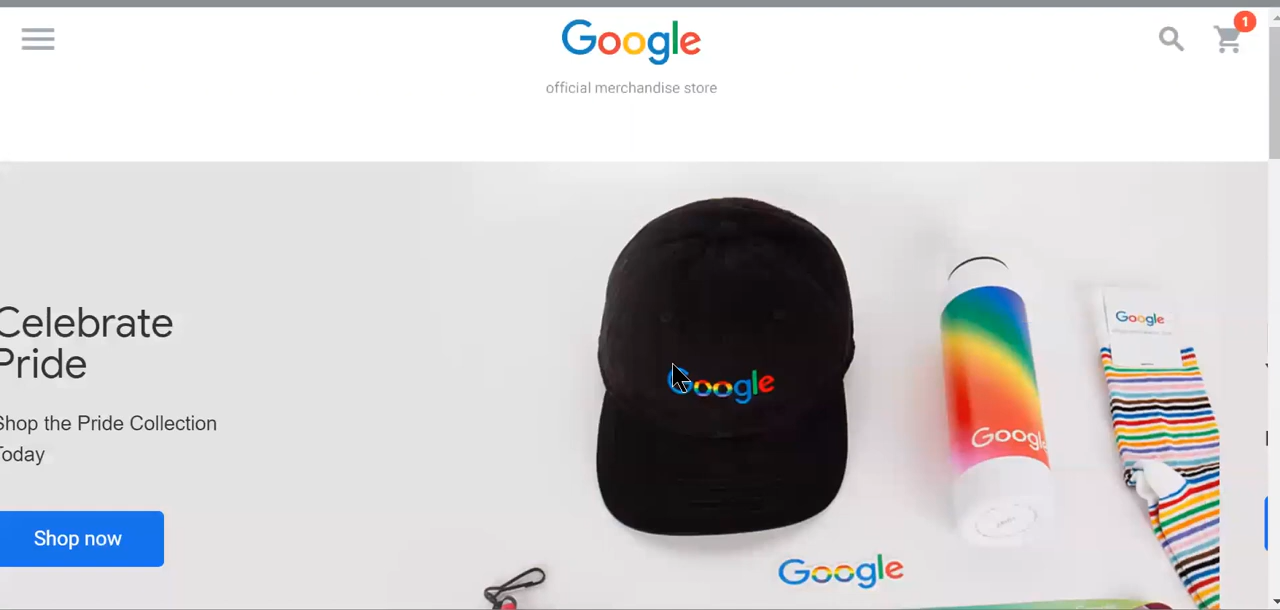 Google
1
official merchandise store
Celebrate
Pride
Shop the Pride Collection
Today
Shop now
Google
Google
Google
Google